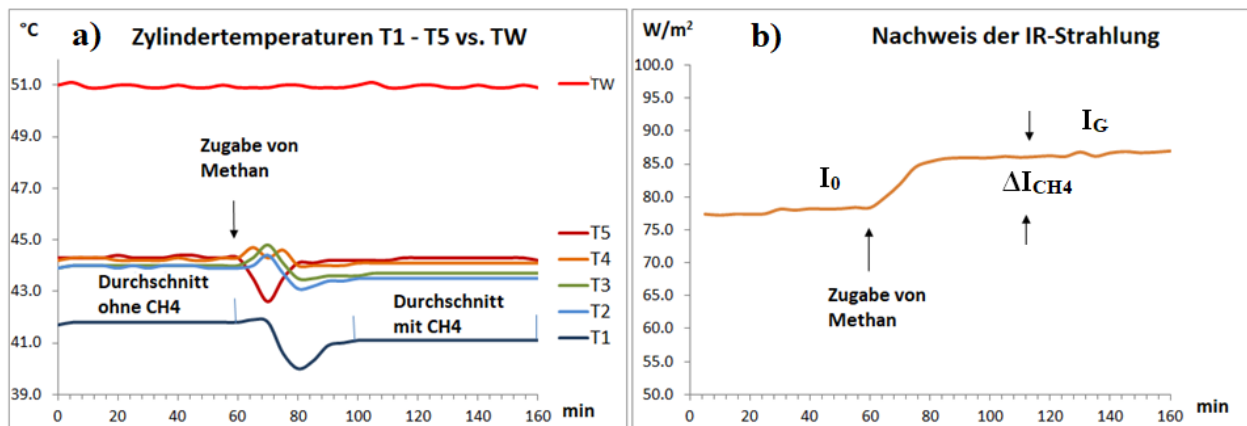 °C
a)
Zylindertemperaturen T1 - T5 vs. TW
51.0
49.0
47.0
45.0
43.0
41.0
39.0
TW
Zugabe von
Methan
T5
T4
T3
T2
T1
Durchschnitt
ohne CH4
Durchschnitt
mit CH4
0 20 40 60 80 100 120 140 160 min
W/m²
b)
Nachweis der IR-Strahlung
100.0
95.0
90.0
85.0
80.0
75.0
70.0
65.0
60.0
55.0
50.0
I₀
I_G
ΔI_CH4
Zugabe von
Methan
0 20 40 60 80 100 120 140 160 min